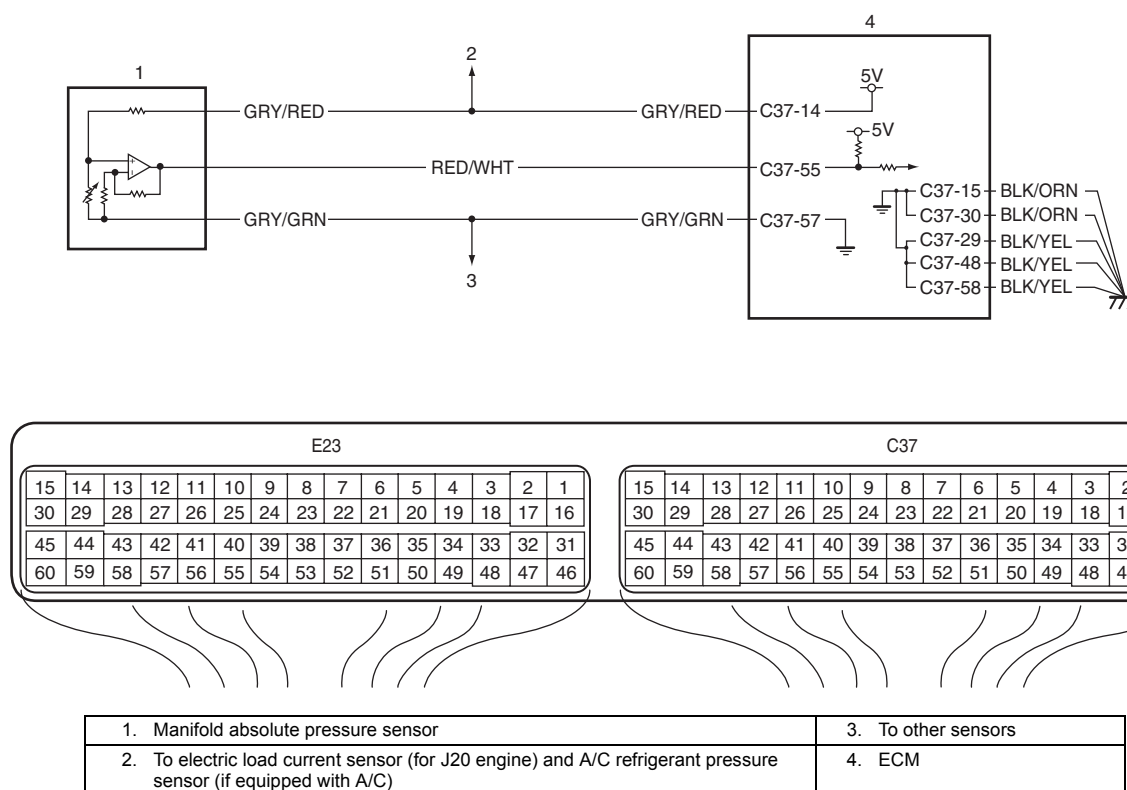 4
2
1
5V
GRY/RED GRY/RED C37-14
5V
RED/WHT C37-55
C37-15 BLK/ORN
GRY/GRN GRY/GRN C37-57 C37-30 BLK/ORN
C37-29 BLK/YEL
C37-48 BLK/YEL
3 C37-58 BLK/YEL
E23 C37
15 14 13 12 11 10 9 8 7 6 5 4 3 2 1 15 14 13 12 11 10 9 8 7 6 5 4 3 2
30 29 28 27 26 25 24 23 22 21 20 19 18 17 16 30 29 28 27 26 25 24 23 22 21 20 19 18 1
45 44 43 42 41 40 39 38 37 36 35 34 33 32 31 45 44 43 42 41 40 39 38 37 36 35 34 33 3
60 59 58 57 56 55 54 53 52 51 50 49 48 47 46 60 59 58 57 56 55 54 53 52 51 50 49 48 4
1. Manifold absolute pressure sensor 3. To other sensors
2. To electric load current sensor (for J20 engine) and A/C refrigerant pressure 4. ECM
sensor (if equipped with A/C)